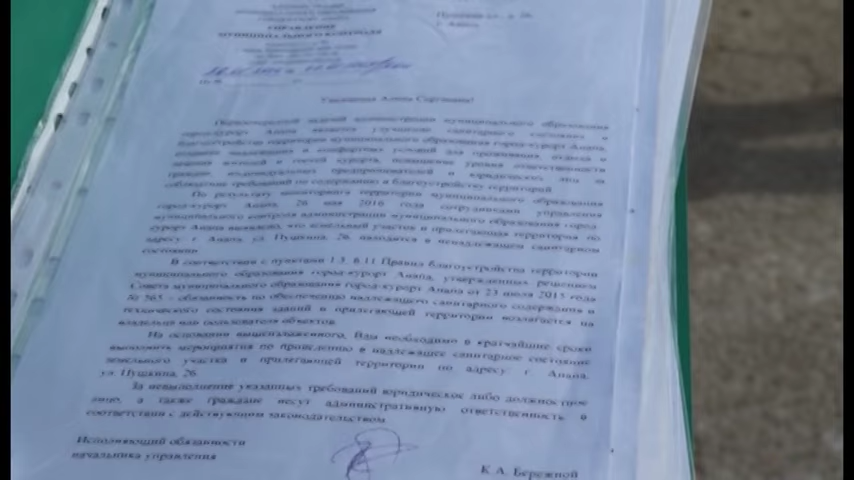 УПРАВЛЕНИЕ
МУНИЦИПАЛЬНОГО КОНТРОЛЯ
г. Анапа
Уважаемая Алина Сергеевна!
Первоочередной задачей администрации муниципального образования
город-курорт Анапа является улучшение санитарного состояния и
благоустройства территории муниципального образования город-курорт Анапа,
создание и комфортных условий для проживания, отдыха и
лечения жителей и гостей курорта, повышение уровня ответственности
граждан, индивидуальных предпринимателей и юридических лиц за
соблюдение требований по содержанию и благоустройству территорий.
По результату мониторинга территории муниципального образования
город-курорт Анапа, 26 мая 2016 года сотрудниками управления
муниципального контроля администрации муниципального образования город-
курорт Анапа выявлено, что земельный участок и прилегающая территория по
адресу: г. Анапа, ул. Пушкина, 26, находится в ненадлежащем санитарном
состоянии.
В соответствии с пунктами 1.3, 6.11 Правил благоустройства территории
муниципального образования город-курорт Анапа, утвержденных решением
Совета муниципального образования город-курорт Анапа от 23 июля 2015 года
№ 565 – обязанность по обеспечению надлежащего санитарного содержания и
технического состояния зданий и прилегающей территории возлагается на
владельца или пользователя объектов.
На основании вышеизложенного, Вам необходимо в кратчайшие сроки
выполнить мероприятия по приведению в надлежащее санитарное состояние
земельного участка и прилегающей территории по адресу: г. Анапа,
ул. Пушкина, 26.
За невыполнение указанных требований юридическое либо должностное
лицо, а также граждане несут административную ответственность в
соответствии с действующим законодательством.
Исполняющий обязанности
начальника управления
К.А. Бережной